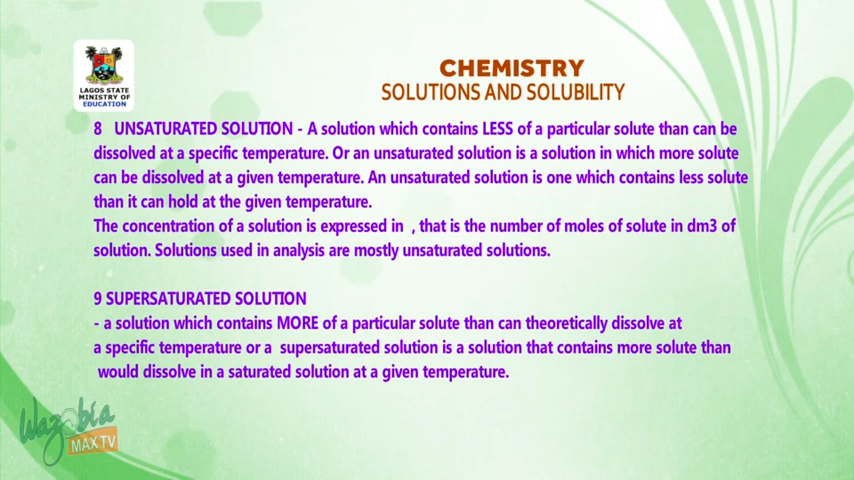 LAGOS STATE
MINISTRY OF
EDUCATION
CHEMISTRY
SOLUTIONS AND SOLUBILITY
8 UNSATURATED SOLUTION - A solution which contains LESS of a particular solute than can be
dissolved at a specific temperature. Or an unsaturated solution is a solution in which more solute
can be dissolved at a given temperature. An unsaturated solution is one which contains less solute
than it can hold at the given temperature.
The concentration of a solution is expressed in , that is the number of moles of solute in dm3 of
solution. Solutions used in analysis are mostly unsaturated solutions.
9 SUPERSATURATED SOLUTION
- a solution which contains MORE of a particular solute than can theoretically dissolve at
a specific temperature or a supersaturated solution is a solution that contains more solute than
would dissolve in a saturated solution at a given temperature.
Wazobia
MAX TV